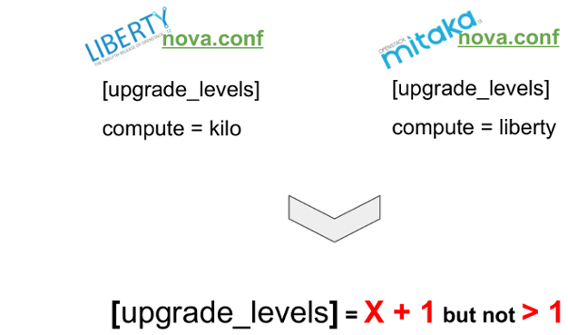 LIBERTY
THE TWELFTH RELEASE OF OPENSTACK
nova.conf
[upgrade_levels]
compute = kilo
OPENSTACK
mitaka
nova.conf
[upgrade_levels]
compute = liberty
[upgrade_levels] = X + 1 but not > 1